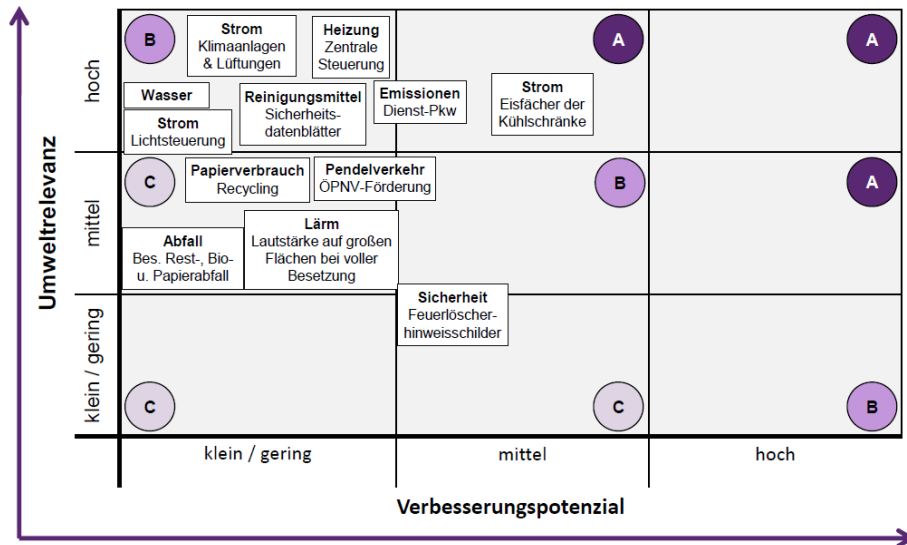 Umweltrelevanz
hoch
B
Strom
Klimaanlagen
& Lüftungen
Heizung
Zentrale
Steuerung
A
A
Wasser
Strom
Lichtsteuerung
Reinigungsmittel
Sicherheits-
datenblätter
Emissionen
Dienst-Pkw
Strom
Eisfächer der
Kühlschränke
mittel
C
Papierverbrauch
Recycling
Pendelverkehr
ÖPNV-Förderung
B
A
Abfall
Bes. Rest-, Bio-
u. Papierabfall
Lärm
Lautstärke auf großen
Flächen bei voller
Besetzung
klein / gering
Sicherheit
Feuerlöscher-
hinweisschilder
C
C
B
klein / gering
mittel
hoch
Verbesserungspotenzial